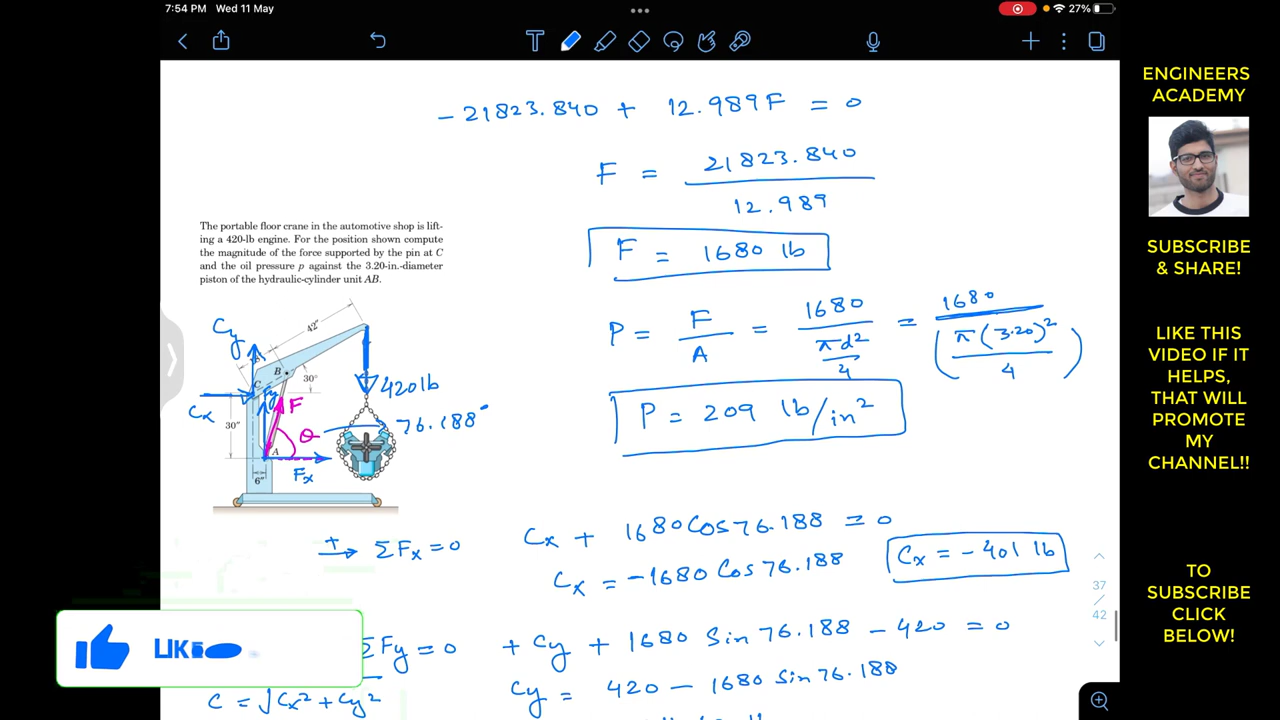 7:54 PM Wed 11 May
27%
T
-21823.840 + 12.989F = 0
F = 21823.840 / 12.989
F = 1680 lb
The portable floor crane in the automotive shop is lift-
ing a 420-lb engine. For the position shown compute
the magnitude of the force supported by the pin at C
and the oil pressure p against the 3.20-in.-diameter
piston of the hydraulic-cylinder unit AB.
P = F/A = 1680 / (πd²/4) = 1680 / (π(3.20)²/4)
P = 209 lb/in²
42"
Cy
B
C
30°
420 lb
Cx
Fy
F
30"
θ
76.188°
A
Fx
6"
+ → ΣFx = 0
Cx + 1680 Cos 76.188 = 0
Cx = -1680 Cos 76.188
Cx = -401 lb
ΣFy = 0
+ Cy + 1680 Sin 76.188 - 420 = 0
Cy = 420 - 1680 Sin 76.188
C = √Cx² + Cy²
37
/
42
ENGINEERS
ACADEMY
SUBSCRIBE
& SHARE!
LIKE THIS
VIDEO IF IT
HELPS,
THAT WILL
PROMOTE
MY
CHANNEL!!
TO
SUBSCRIBE
CLICK
BELOW!